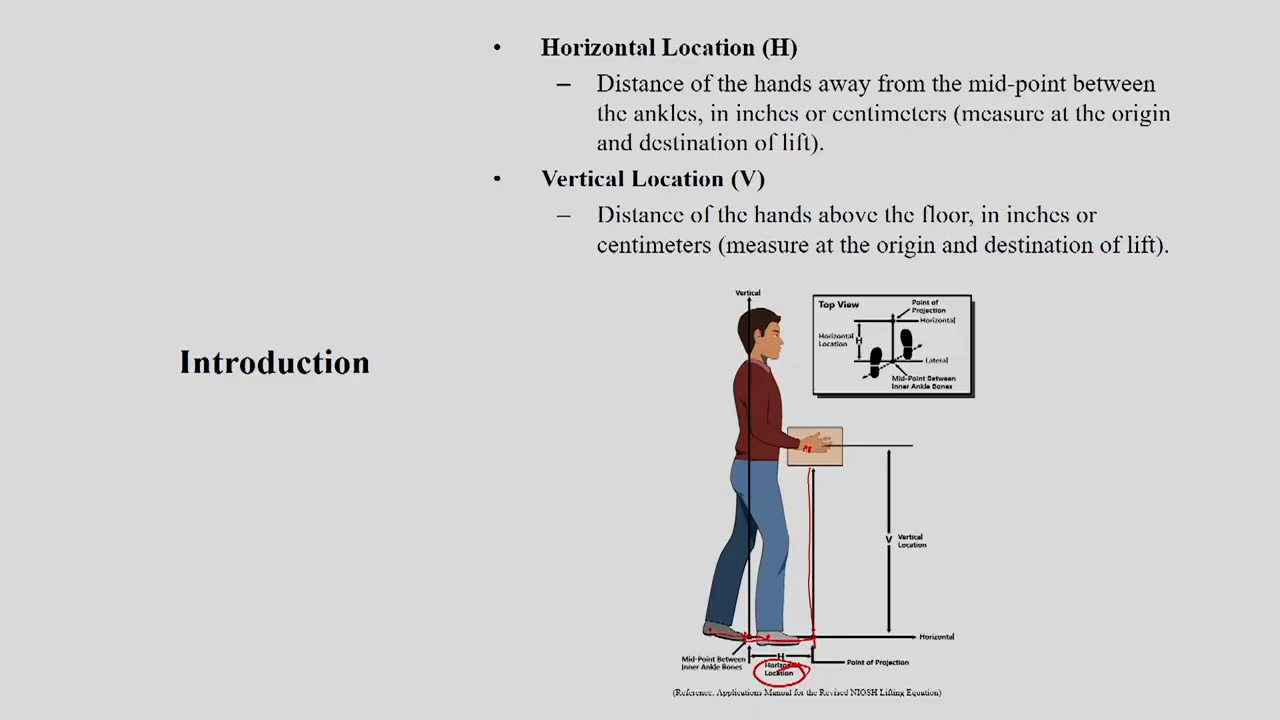 • Horizontal Location (H)
– Distance of the hands away from the mid-point between
the ankles, in inches or centimeters (measure at the origin
and destination of lift).
• Vertical Location (V)
– Distance of the hands above the floor, in inches or
centimeters (measure at the origin and destination of lift).
Introduction
Vertical
Top View
Point of
Projection
Horizontal
Horizontal
Location
H
Lateral
Mid-Point Between
Inner Ankle Bones
V
Vertical
Location
Horizontal
Mid-Point Between
Inner Ankle Bones
H
Horizontal
Location
Point of Projection
(Reference: Applications Manual for the Revised NIOSH Lifting Equation)